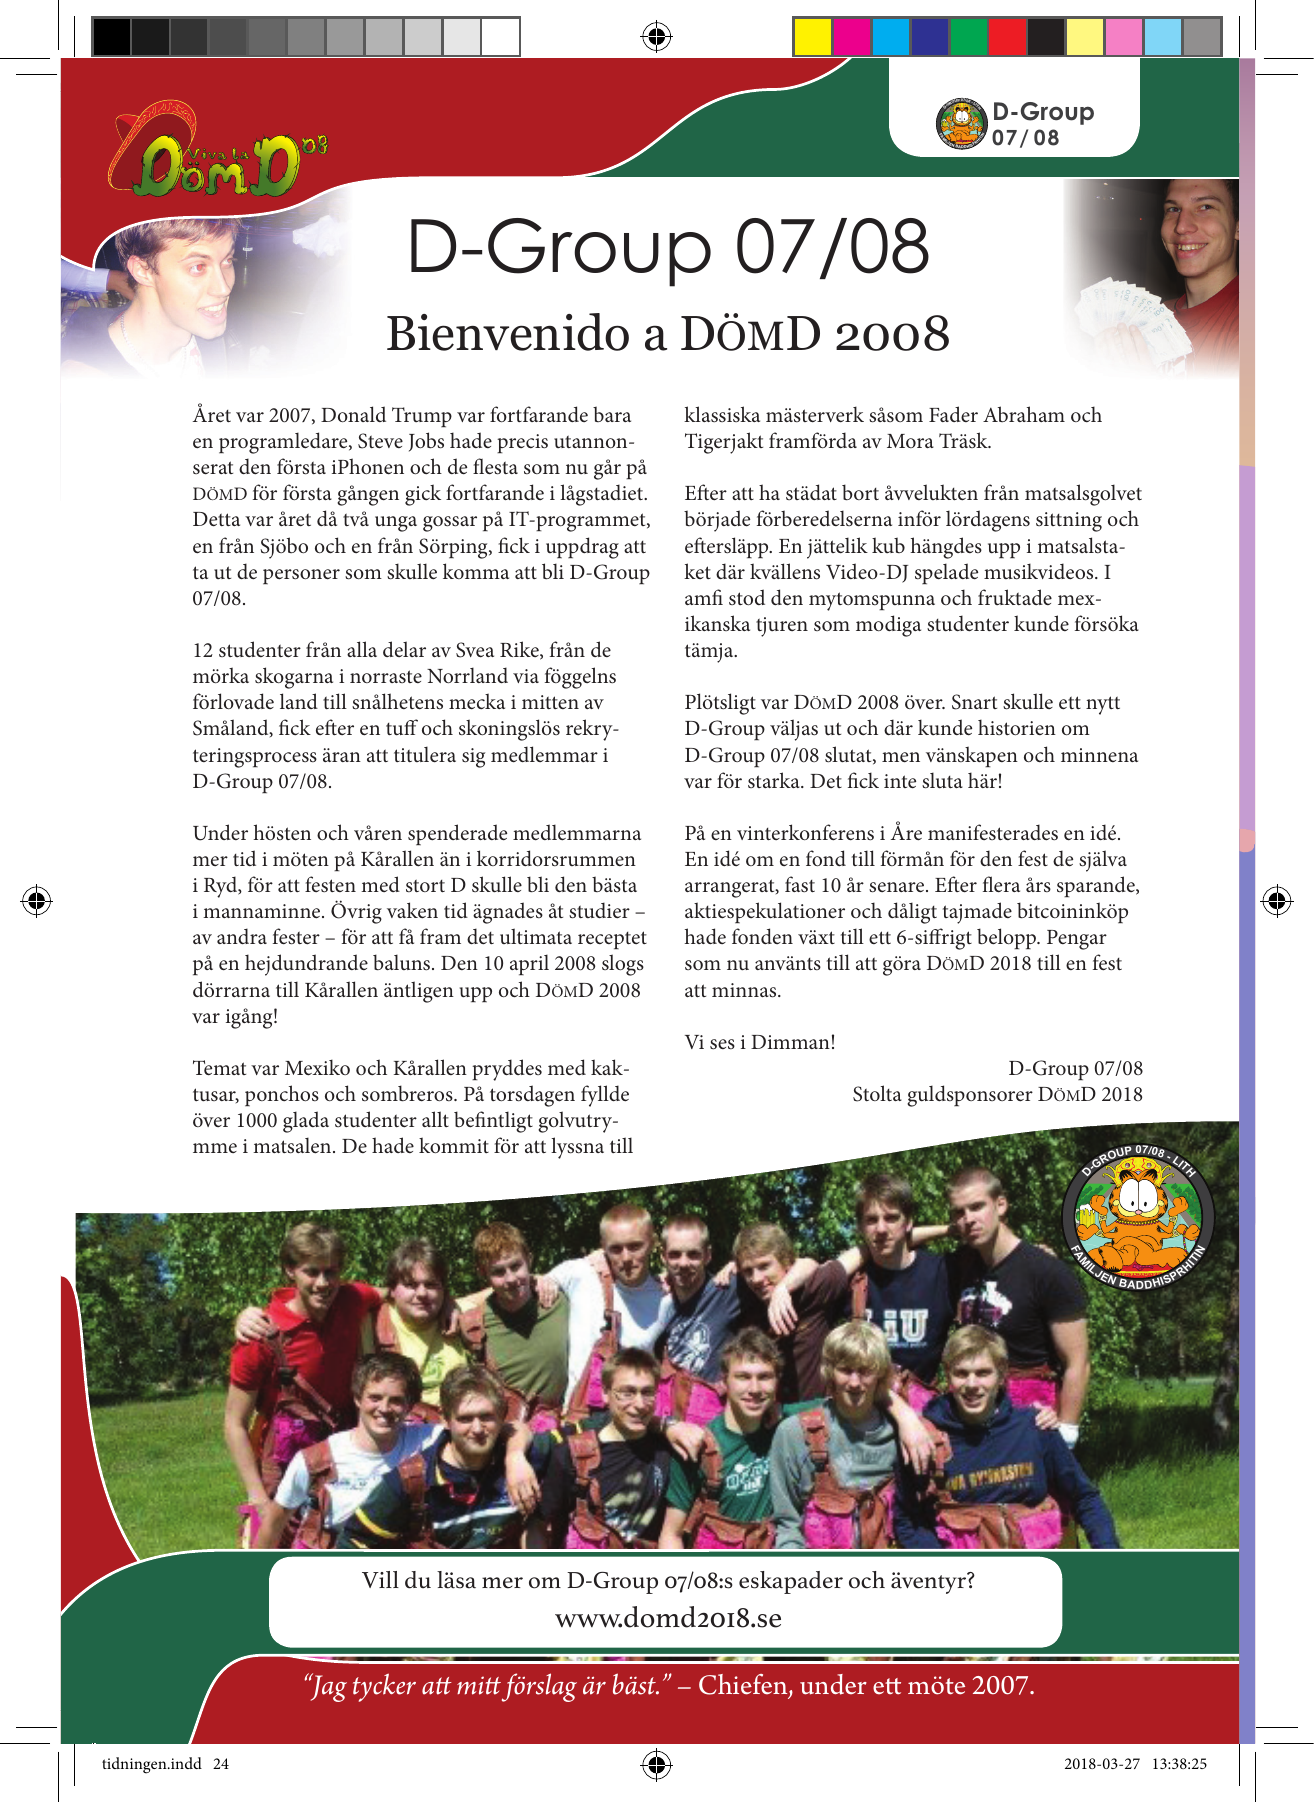 Viva la
DÖMD 08
D-Group
07/ 08
D-Group 07/08
Bienvenido a DÖMD 2008
Året var 2007, Donald Trump var fortfarande bara
en programledare, Steve Jobs hade precis utannon-
serat den första iPhonen och de flesta som nu går på
DÖMD för första gången gick fortfarande i lågstadiet.
Detta var året då två unga gossar på IT-programmet,
en från Sjöbo och en från Sörping, fick i uppdrag att
ta ut de personer som skulle komma att bli D-Group
07/08.
12 studenter från alla delar av Svea Rike, från de
mörka skogarna i norraste Norrland via föggelns
förlovade land till snålhetens mecka i mitten av
Småland, fick efter en tuff och skoningslös rekry-
teringsprocess äran att titulera sig medlemmar i
D-Group 07/08.
Under hösten och våren spenderade medlemmarna
mer tid i möten på Kårallen än i korridorsrummen
i Ryd, för att festen med stort D skulle bli den bästa
i mannaminne. Övrig vaken tid ägnades åt studier –
av andra fester – för att få fram det ultimata receptet
på en hejdundrande baluns. Den 10 april 2008 slogs
dörrarna till Kårallen äntligen upp och DÖMD 2008
var igång!
Temat var Mexiko och Kårallen pryddes med kak-
tusar, ponchos och sombreros. På torsdagen fyllde
över 1000 glada studenter allt befintligt golvutry-
mme i matsalen. De hade kommit för att lyssna till
klassiska mästerverk såsom Fader Abraham och
Tigerjakt framförda av Mora Träsk.
Efter att ha städat bort åvvelukten från matsalsgolvet
började förberedelserna inför lördagens sittning och
eftersläpp. En jättelik kub hängdes upp i matsalsta-
ket där kvällens Video-DJ spelade musikvideos. I
amfi stod den mytomspunna och fruktade mex-
ikanska tjuren som modiga studenter kunde försöka
tämja.
Plötsligt var DÖMD 2008 över. Snart skulle ett nytt
D-Group väljas ut och där kunde historien om
D-Group 07/08 slutat, men vänskapen och minnena
var för starka. Det fick inte sluta här!
På en vinterkonferens i Åre manifesterades en idé.
En idé om en fond till förmån för den fest de själva
arrangerat, fast 10 år senare. Efter flera års sparande,
aktiespekulationer och dåligt tajmade bitcoininköp
hade fonden växt till ett 6-siffrigt belopp. Pengar
som nu använts till att göra DÖMD 2018 till en fest
att minnas.
Vi ses i Dimman!
D-Group 07/08
Stolta guldsponsorer DÖMD 2018
D-GROUP 07/08 - LITH
FAMILJEN BADDHISPRHITIN
LiU
Vill du läsa mer om D-Group 07/08:s eskapader och äventyr?
www.domd2018.se
“Jag tycker att mitt förslag är bäst.” – Chiefen, under ett möte 2007.
tidningen.indd 24
2018-03-27 13:38:25